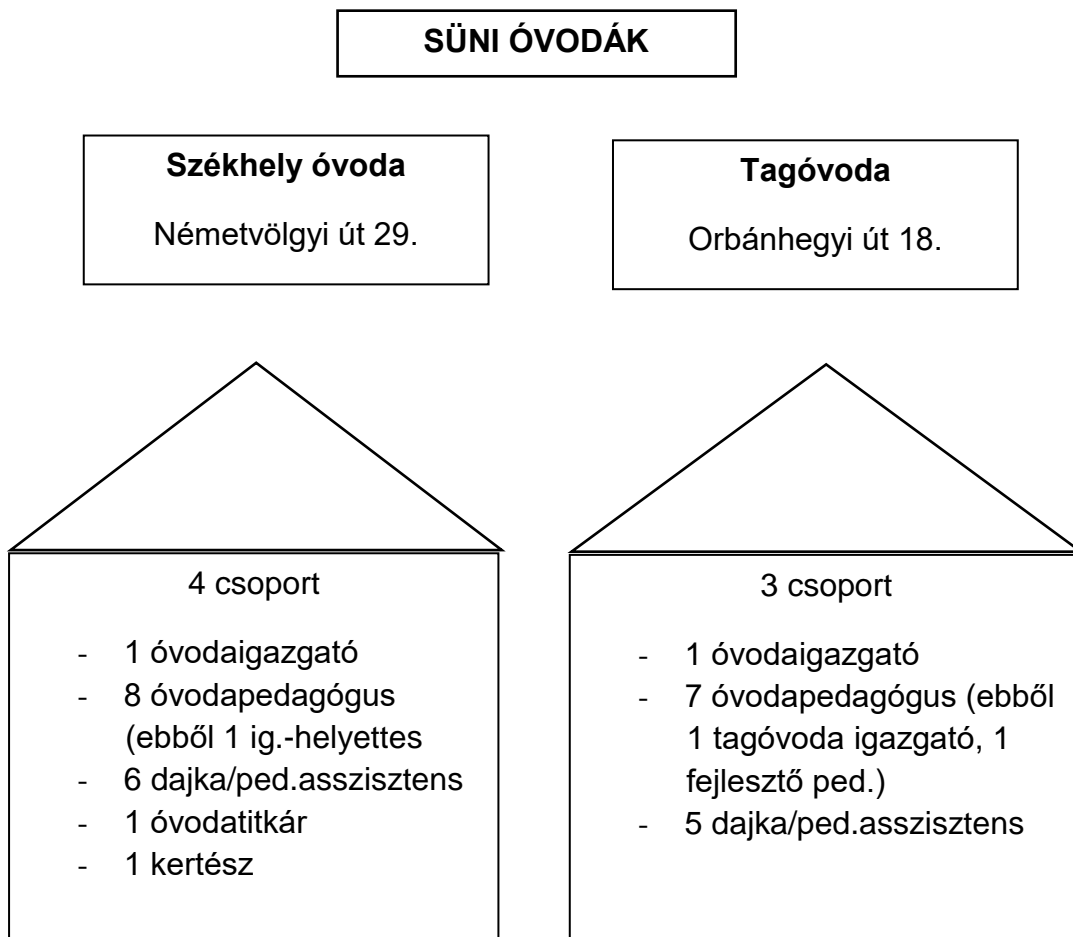 SÜNI ÓVODÁK
Székhely óvoda
Németvölgyi út 29.
Tagóvoda
Orbánhegyi út 18.
4 csoport
- 1 óvodaigazgató
- 8 óvodapedagógus
(ebből 1 ig.-helyettes
- 6 dajka/ped.asszisztens
- 1 óvodatitkár
- 1 kertész
3 csoport
- 1 óvodaigazgató
- 7 óvodapedagógus (ebből
1 tagóvoda igazgató, 1
fejlesztő ped.)
- 5 dajka/ped.asszisztens